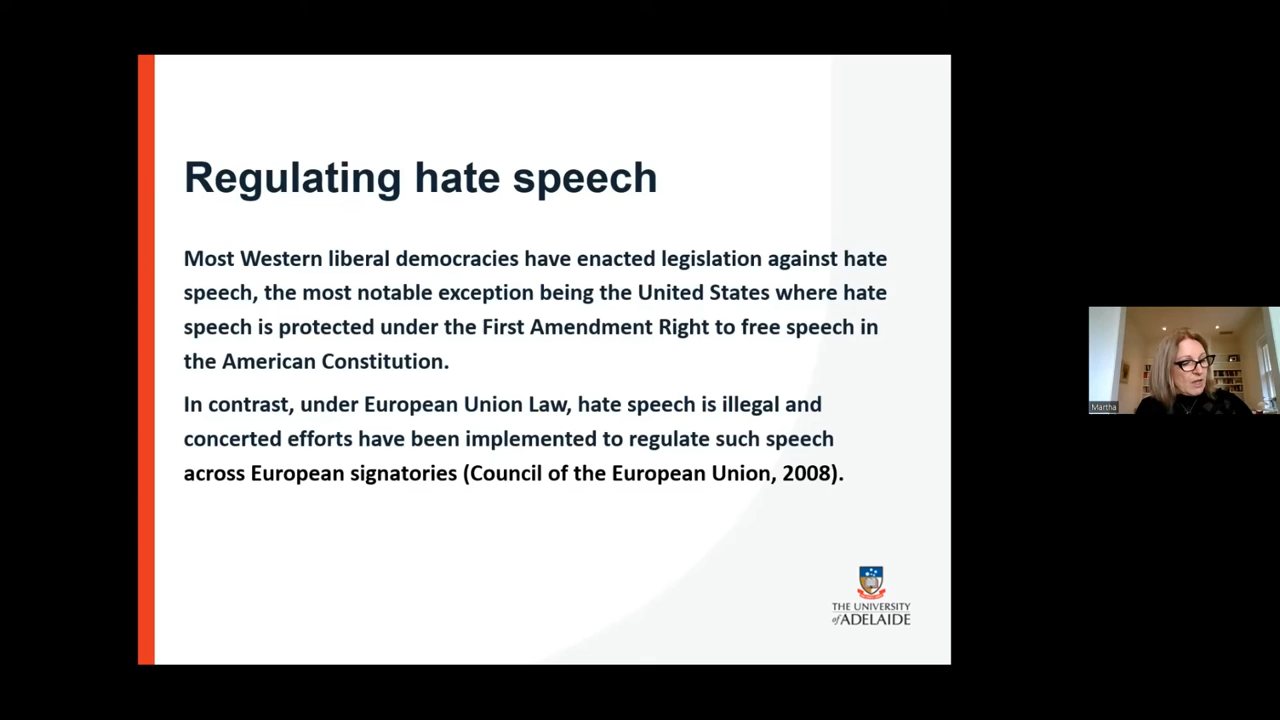 Regulating hate speech
Most Western liberal democracies have enacted legislation against hate
speech, the most notable exception being the United States where hate
speech is protected under the First Amendment Right to free speech in
the American Constitution.
In contrast, under European Union Law, hate speech is illegal and
concerted efforts have been implemented to regulate such speech
across European signatories (Council of the European Union, 2008).
THE UNIVERSITY
of ADELAIDE
Martha